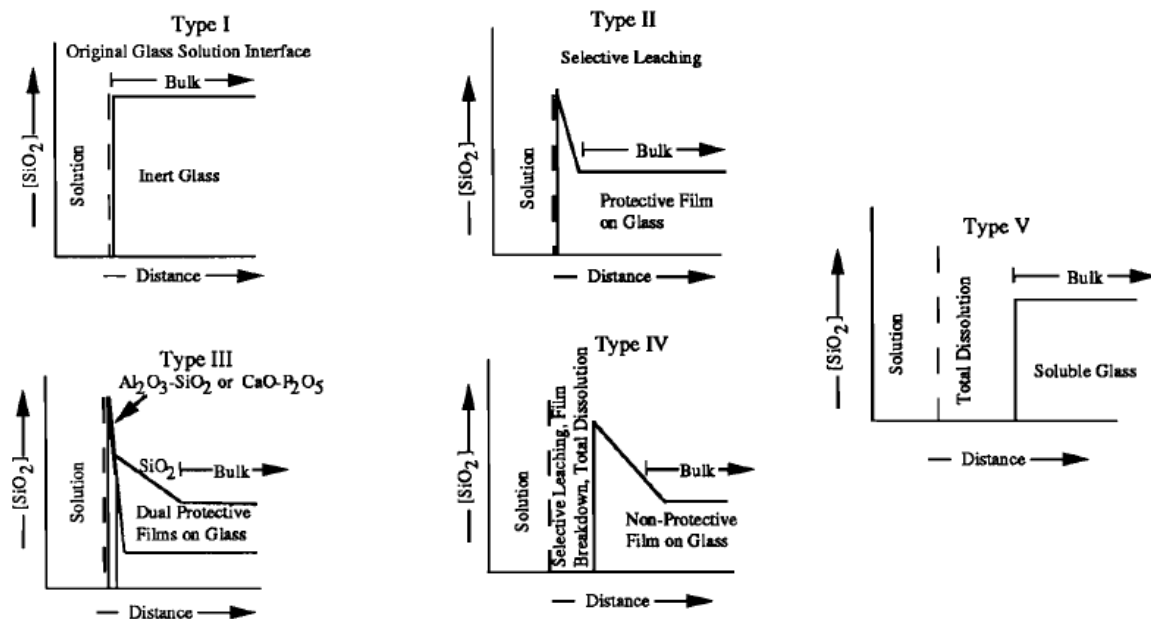 Type I
Original Glass Solution Interface
Bulk
[SiO2]
Solution
Inert Glass
Distance
Type II
Selective Leaching
[SiO2]
Solution
Bulk
Protective Film
on Glass
Distance
Type III
Al2O3-SiO2 or CaO-P2O5
[SiO2]
Solution
SiO2
Bulk
Dual Protective
Films on Glass
Distance
Type IV
[SiO2]
Solution
Selective Leaching, Film
Breakdown, Total Dissolution
Bulk
Non-Protective
Film on Glass
Distance
Type V
[SiO2]
Solution
Total Dissolution
Bulk
Soluble Glass
Distance